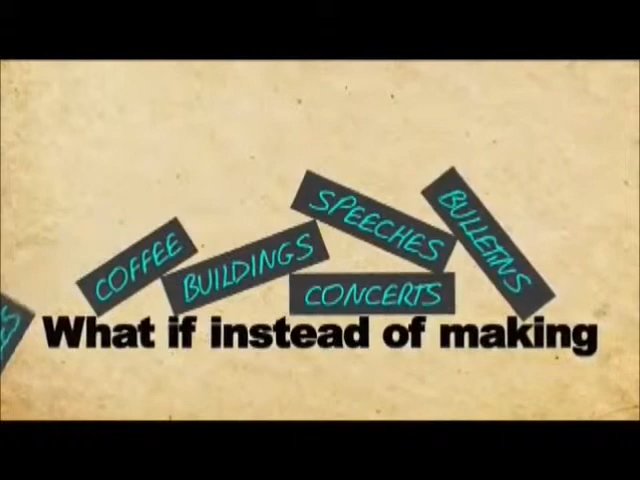 SPEECHES
BULLETINS
COFFEE
BUILDINGS
CONCERTS
What if instead of making